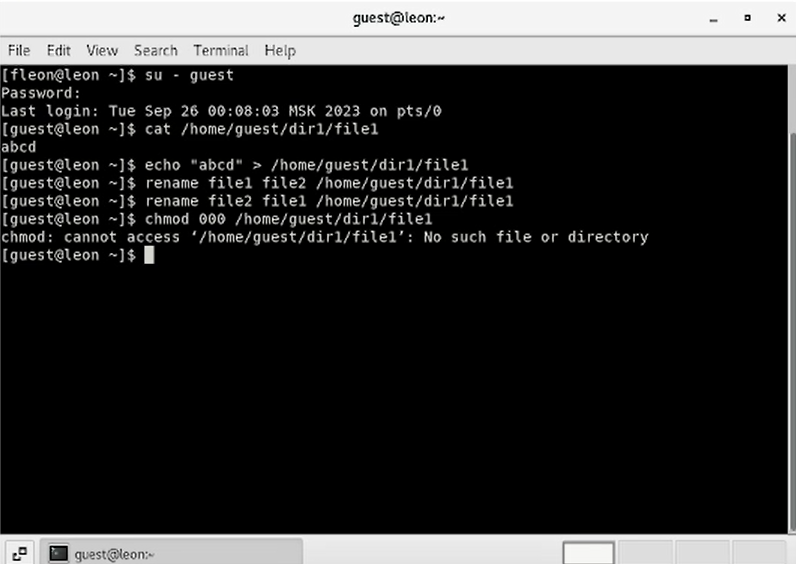 guest@leon:~
File Edit View Search Terminal Help
[fleon@leon ~]$ su - guest
Password:
Last login: Tue Sep 26 00:08:03 MSK 2023 on pts/0
[guest@leon ~]$ cat /home/guest/dir1/file1
abcd
[guest@leon ~]$ echo "abcd" > /home/guest/dir1/file1
[guest@leon ~]$ rename file1 file2 /home/guest/dir1/file1
[guest@leon ~]$ rename file2 file1 /home/guest/dir1/file1
[guest@leon ~]$ chmod 000 /home/guest/dir1/file1
chmod: cannot access ‘/home/guest/dir1/file1’: No such file or directory
[guest@leon ~]$
guest@leon:~